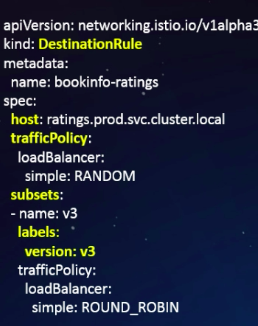 apiVersion: networking.istio.io/v1alpha3
kind: DestinationRule
metadata:
  name: bookinfo-ratings
spec:
  host: ratings.prod.svc.cluster.local
  trafficPolicy:
    loadBalancer:
      simple: RANDOM
  subsets:
  - name: v3
    labels:
      version: v3
    trafficPolicy:
      loadBalancer:
        simple: ROUND_ROBIN